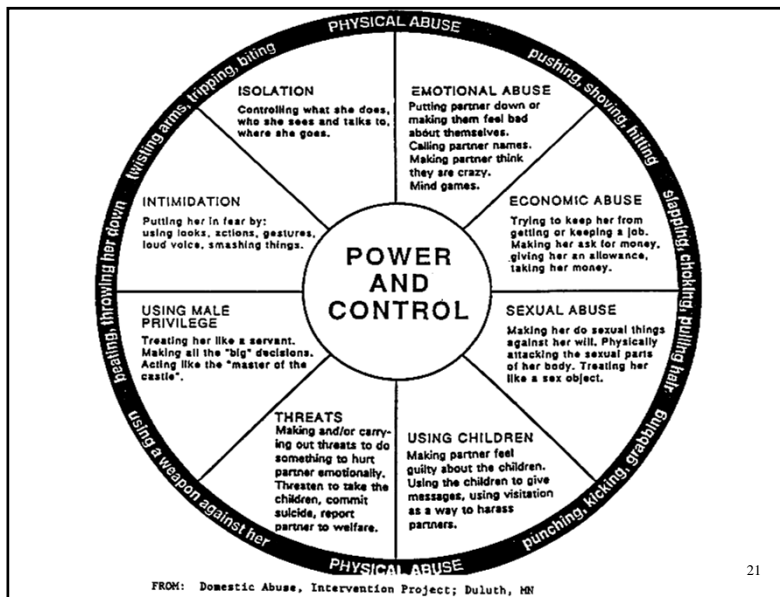 PHYSICAL ABUSE
pushing, shoving, hitting
slapping, choking, pulling hair,
punching, kicking, grabbing
PHYSICAL ABUSE
using a weapon against her
beating, throwing her down
twisting arms, tripping, biting
POWER
AND
CONTROL
EMOTIONAL ABUSE
Putting partner down or
making them feel bad
about themselves.
Calling partner names.
Making partner think
they are crazy.
Mind games.
ECONOMIC ABUSE
Trying to keep her from
getting or keeping a job.
Making her ask for money,
giving her an allowance,
taking her money.
SEXUAL ABUSE
Making her do sexual things
against her will. Physically
attacking the sexual parts
of her body. Treating her
like a sex object.
USING CHILDREN
Making partner feel
guilty about the children.
Using the children to give
messages, using visitation
as a way to harass
partners.
THREATS
Making and/or carry-
ing out threats to do
something to hurt
partner emotionally.
Threaten to take the
children, commit
suicide, report
partner to welfare.
USING MALE
PRIVILEGE
Treating her like a servant.
Making all the "big" decisions.
Acting like the "master of the
castle".
INTIMIDATION
Putting her in fear by:
using looks, actions, gestures,
loud voice, smashing things.
ISOLATION
Controlling what she does,
who she sees and talks to,
where she goes.
21
FROM: Domestic Abuse, Intervention Project; Duluth, MN